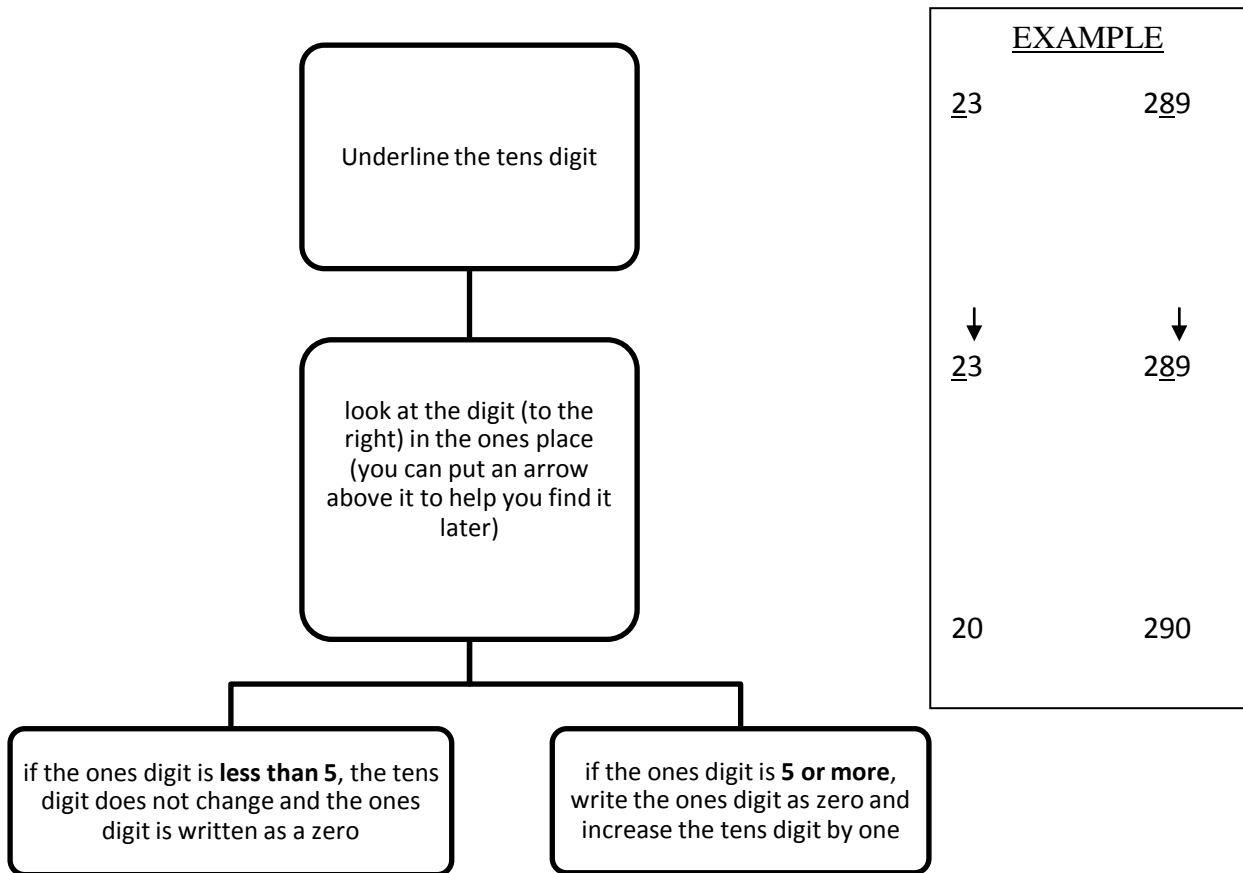 EXAMPLE
23 289
Underline the tens digit
23 289
look at the digit (to the
right) in the ones place
(you can put an arrow
above it to help you find it
later)
20 290
if the ones digit is less than 5, the tens
digit does not change and the ones
digit is written as a zero
if the ones digit is 5 or more,
write the ones digit as zero and
increase the tens digit by one